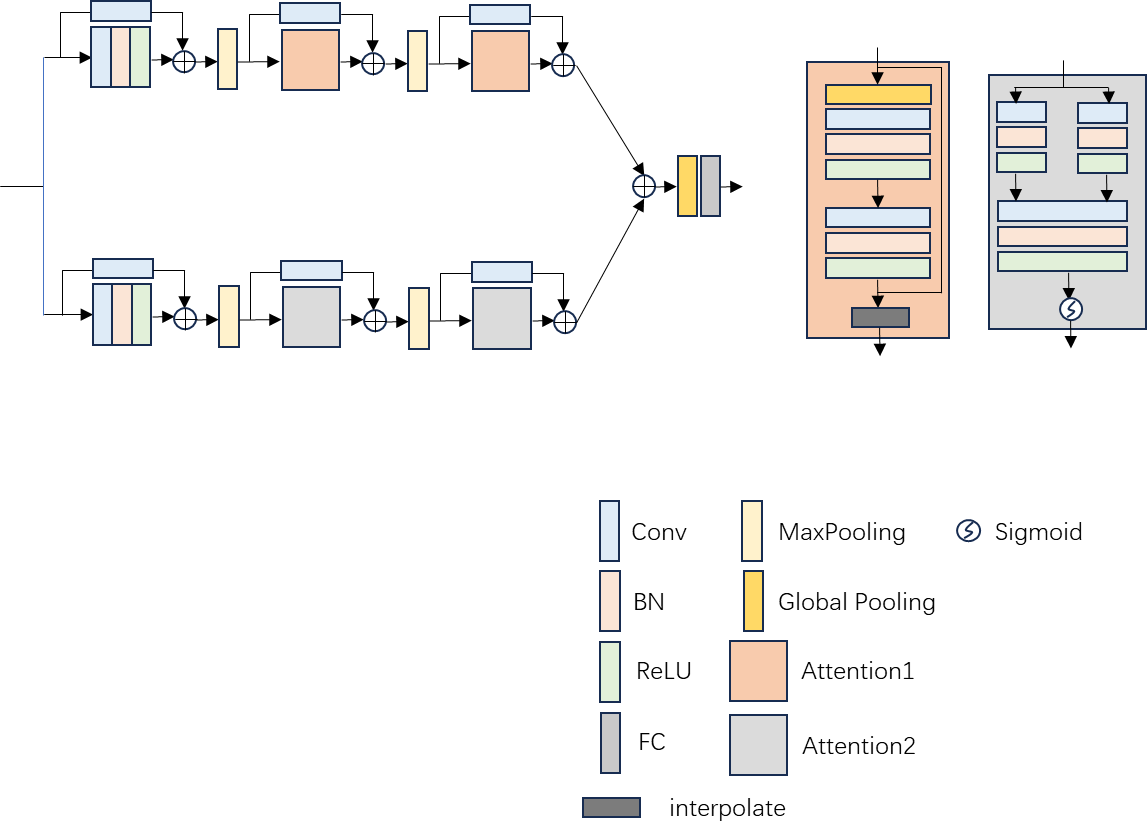 Conv
MaxPooling
Sigmoid
BN
Global Pooling
ReLU
Attention1
FC
Attention2
interpolate